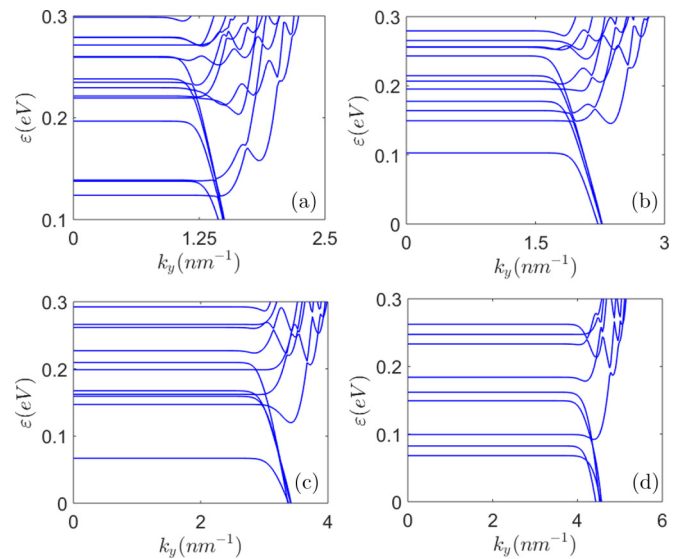 0.3
0.2
0.1
ε(eV)
0
1.25
2.5
k_y(nm^{-1})
(a)
0.3
0.2
0.1
0
ε(eV)
0
1.5
3
k_y(nm^{-1})
(b)
0.3
0.2
0.1
0
ε(eV)
0
2
4
k_y(nm^{-1})
(c)
0.3
0.2
0.1
0
ε(eV)
0
2
4
6
k_y(nm^{-1})
(d)